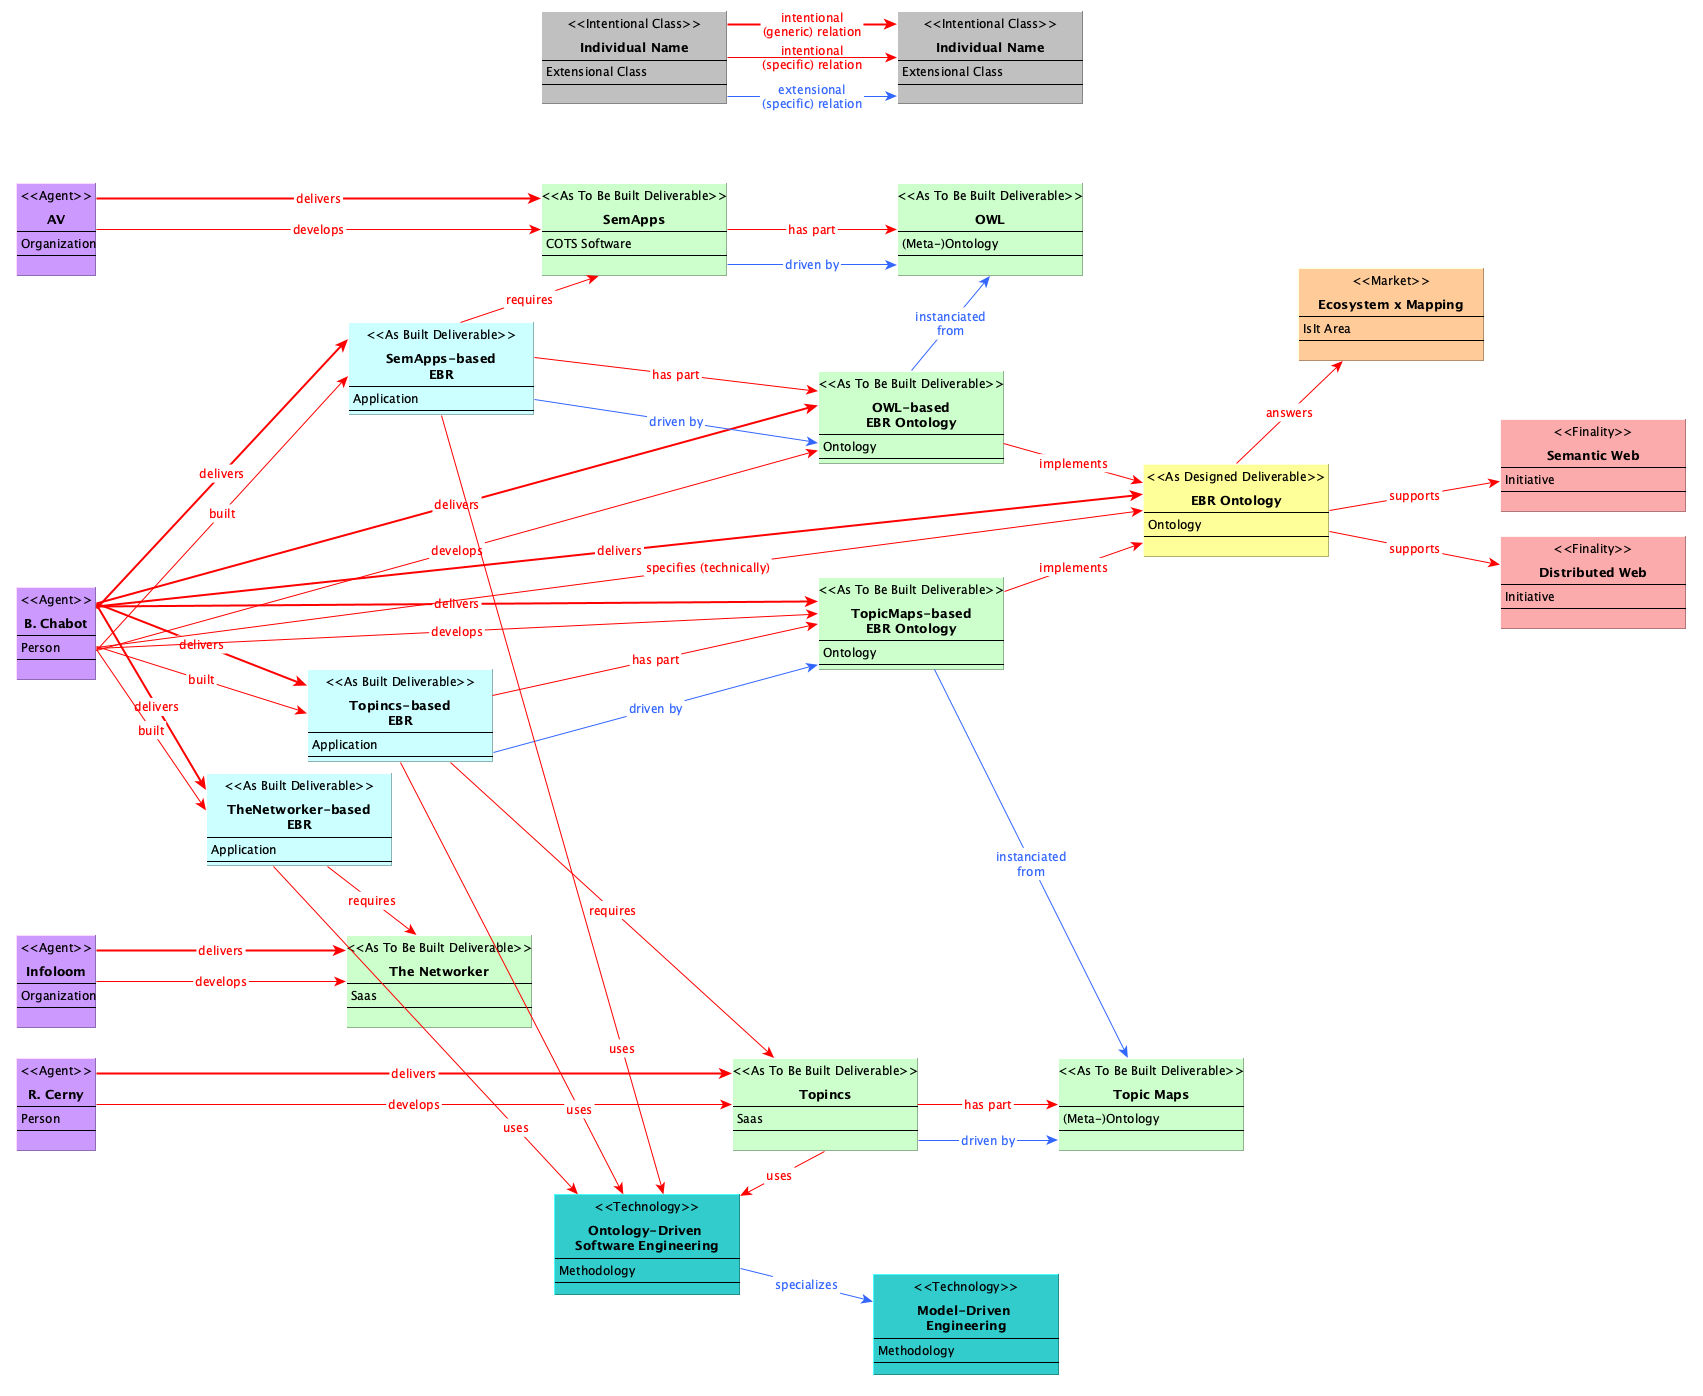 <<Intentional Class>>
Individual Name
Extensional Class
intentional
(generic) relation
intentional
(specific) relation
extensional
(specific) relation
<<Intentional Class>>
Individual Name
Extensional Class
<<Agent>>
AV
Organization
delivers
develops
<<As To Be Built Deliverable>>
SemApps
COTS Software
has part
driven by
<<As To Be Built Deliverable>>
OWL
(Meta-)Ontology
requires
instanciated
from
<<Market>>
Ecosystem x Mapping
IsIt Area
<<As Built Deliverable>>
SemApps-based
EBR
Application
has part
driven by
<<As To Be Built Deliverable>>
OWL-based
EBR Ontology
Ontology
answers
implements
<<Finality>>
Semantic Web
Initiative
supports
<<As Designed Deliverable>>
EBR Ontology
Ontology
supports
<<Finality>>
Distributed Web
Initiative
delivers
built
delivers
develops
delivers
specifies (technically)
implements
<<Agent>>
B. Chabot
Person
delivers
develops
<<As To Be Built Deliverable>>
TopicMaps-based
EBR Ontology
Ontology
delivers
built
has part
driven by
delivers
built
<<As Built Deliverable>>
Topincs-based
EBR
Application
<<As Built Deliverable>>
TheNetworker-based
EBR
Application
instanciated
from
requires
requires
<<Agent>>
Infoloom
Organization
delivers
develops
<<As To Be Built Deliverable>>
The Networker
Saas
uses
<<Agent>>
R. Cerny
Person
delivers
develops
uses
uses
<<As To Be Built Deliverable>>
Topincs
Saas
has part
driven by
<<As To Be Built Deliverable>>
Topic Maps
(Meta-)Ontology
uses
<<Technology>>
Ontology-Driven
Software Engineering
Methodology
specializes
<<Technology>>
Model-Driven
Engineering
Methodology